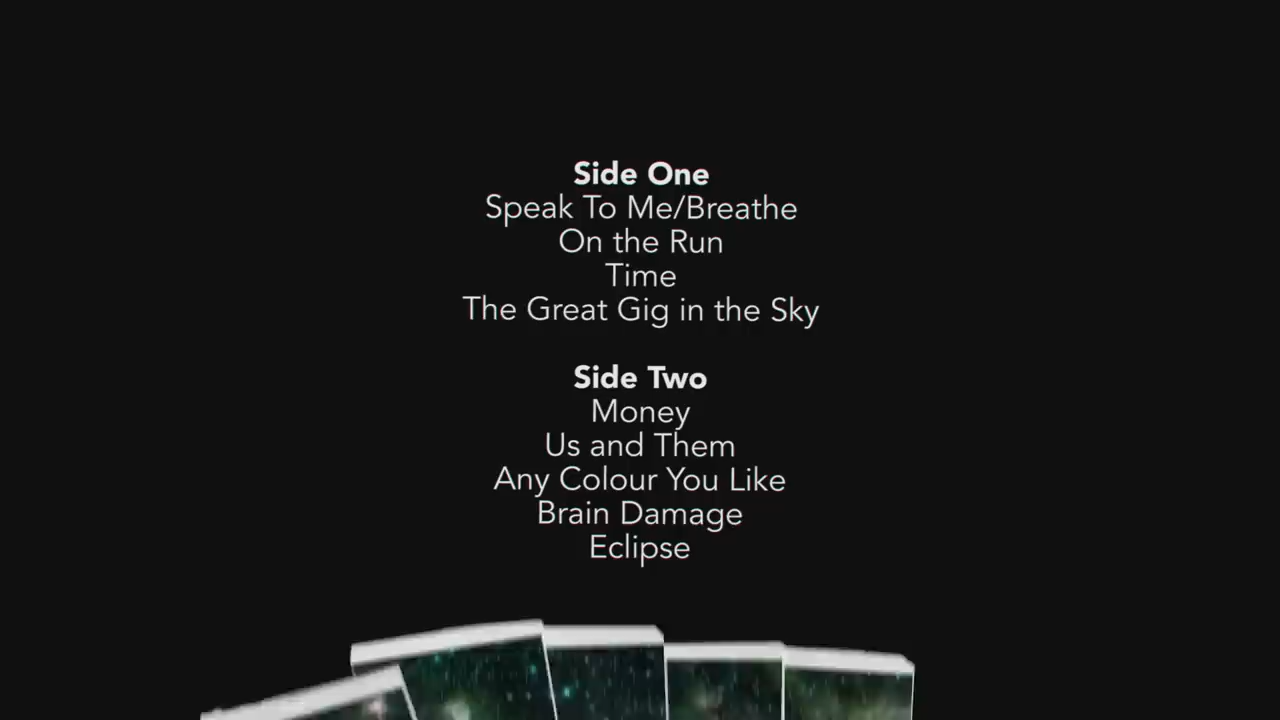 Side One
Speak To Me/Breathe
On the Run
Time
The Great Gig in the Sky
Side Two
Money
Us and Them
Any Colour You Like
Brain Damage
Eclipse